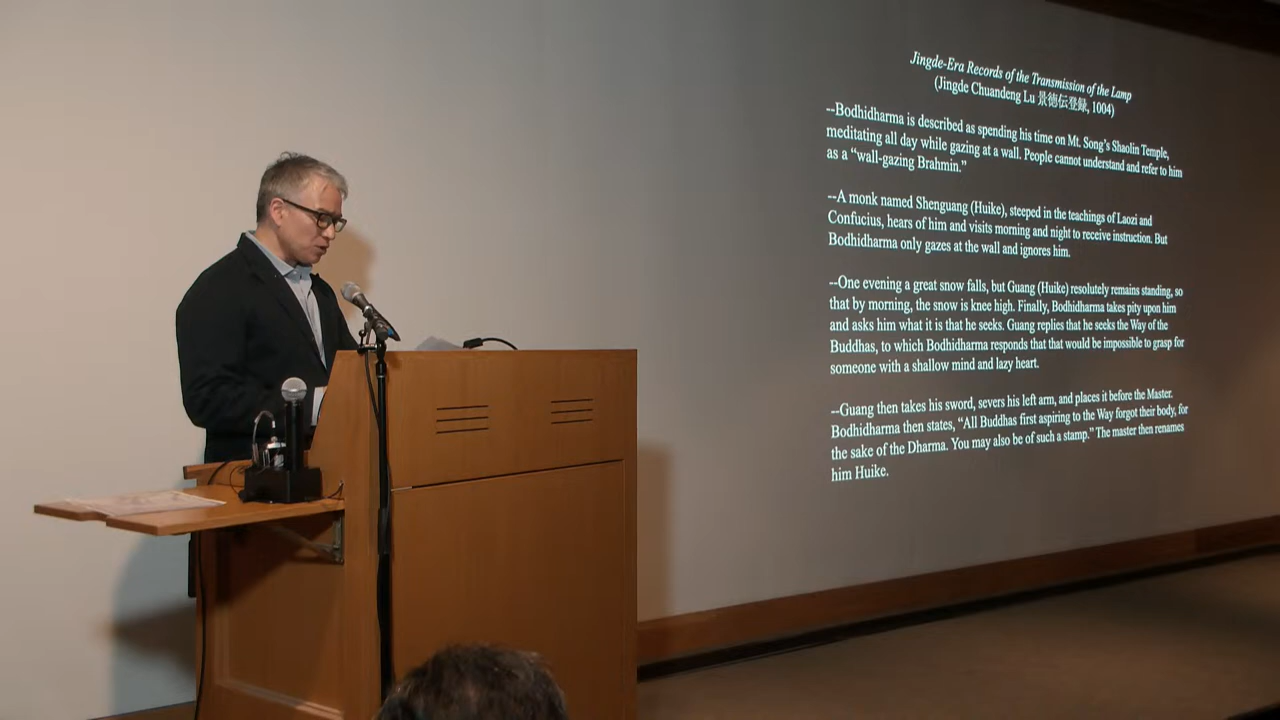 Jingde-Era Records of the Transmission of the Lamp
(Jingde Chuandeng Lu 景徳伝登録, 1004)
--Bodhidharma is described as spending his time on Mt. Song's Shaolin Temple,
meditating all day while gazing at a wall. People cannot understand and refer to him
as a “wall-gazing Brahmin.”
--A monk named Shenguang (Huike), steeped in the teachings of Laozi and
Confucius, hears of him and visits morning and night to receive instruction. But
Bodhidharma only gazes at the wall and ignores him.
--One evening a great snow falls, but Guang (Huike) resolutely remains standing, so
that by morning, the snow is knee high. Finally, Bodhidharma takes pity upon him
and asks him what it is that he seeks. Guang replies that he seeks the Way of the
Buddhas, to which Bodhidharma responds that that would be impossible to grasp for
someone with a shallow mind and lazy heart.
--Guang then takes his sword, severs his left arm, and places it before the Master.
Bodhidharma then states, “All Buddhas first aspiring to the Way forgot their body, for
the sake of the Dharma. You may also be of such a stamp.” The master then renames
him Huike.